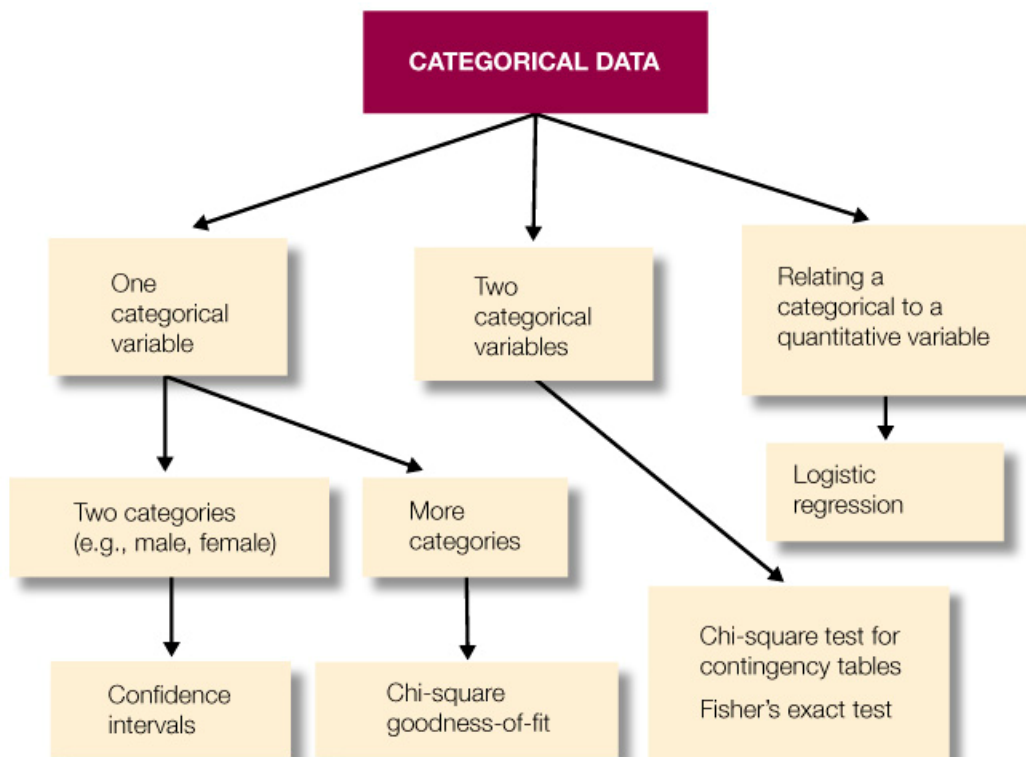 CATEGORICAL DATA
One
categorical
variable
Two
categorical
variables
Relating a
categorical to a
quantitative variable
Two categories
(e.g., male, female)
More
categories
Logistic
regression
Confidence
intervals
Chi-square
goodness-of-fit
Chi-square test for
contingency tables
Fisher’s exact test